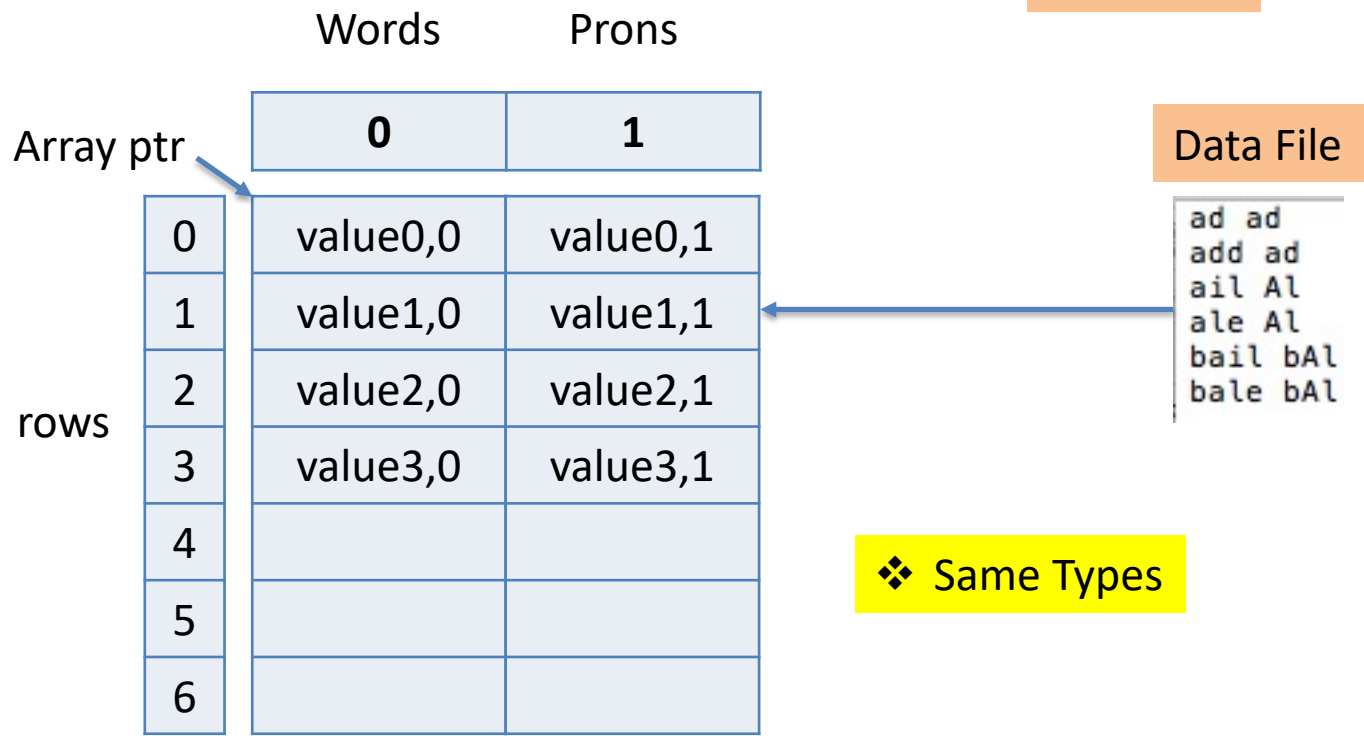 Words Prons
Array ptr 0 1
Data File
0 value0,0 value0,1
1 value1,0 value1,1
2 value2,0 value2,1
rows
3 value3,0 value3,1
4
5
6
ad ad
add ad
ail Al
ale Al
bail bAl
bale bAl
❖ Same Types